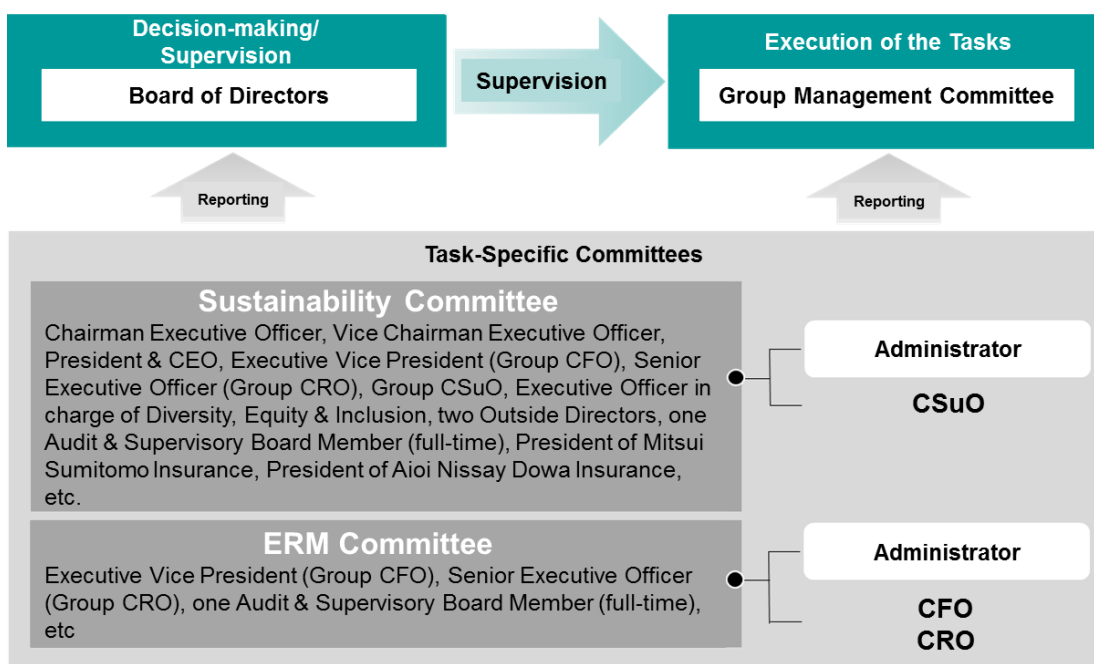 Decision-making/
Supervision
Board of Directors
Supervision
Execution of the Tasks
Group Management Committee
Reporting
Reporting
Task-Specific Committees
Sustainability Committee
Chairman Executive Officer, Vice Chairman Executive Officer,
President & CEO, Executive Vice President (Group CFO), Senior
Executive Officer (Group CRO), Group CSuO, Executive Officer in
charge of Diversity, Equity & Inclusion, two Outside Directors, one
Audit & Supervisory Board Member (full-time), President of Mitsui
Sumitomo Insurance, President of Aioi Nissay Dowa Insurance,
etc.
Administrator
CSuO
ERM Committee
Executive Vice President (Group CFO), Senior Executive Officer
(Group CRO), one Audit & Supervisory Board Member (full-time),
etc
Administrator
CFO
CRO